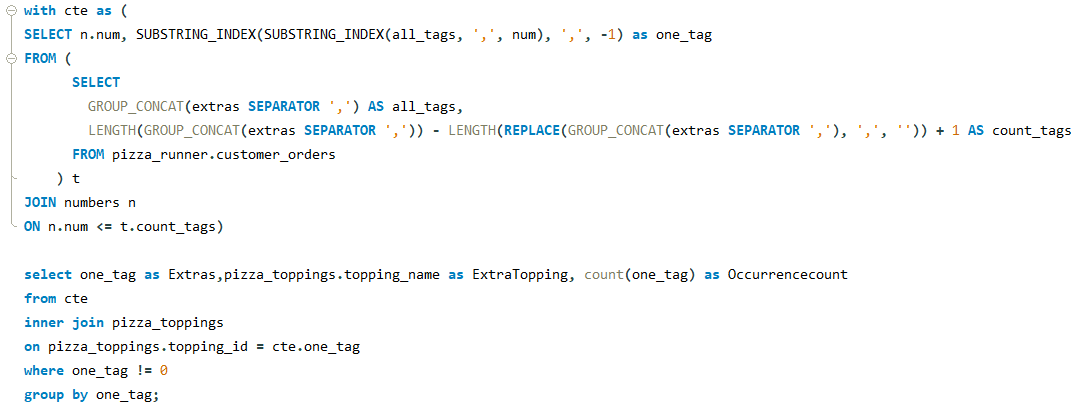 with cte as (
SELECT n.num, SUBSTRING_INDEX(SUBSTRING_INDEX(all_tags, ',', num), ',', -1) as one_tag
FROM (
SELECT
GROUP_CONCAT(extras SEPARATOR ',') AS all_tags,
LENGTH(GROUP_CONCAT(extras SEPARATOR ',')) - LENGTH(REPLACE(GROUP_CONCAT(extras SEPARATOR ','), ',', '')) + 1 AS count_tags
FROM pizza_runner.customer_orders
) t
JOIN numbers n
ON n.num <= t.count_tags)
select one_tag as Extras,pizza_toppings.topping_name as ExtraTopping, count(one_tag) as Occurrencecount
from cte
inner join pizza_toppings
on pizza_toppings.topping_id = cte.one_tag
where one_tag != 0
group by one_tag;